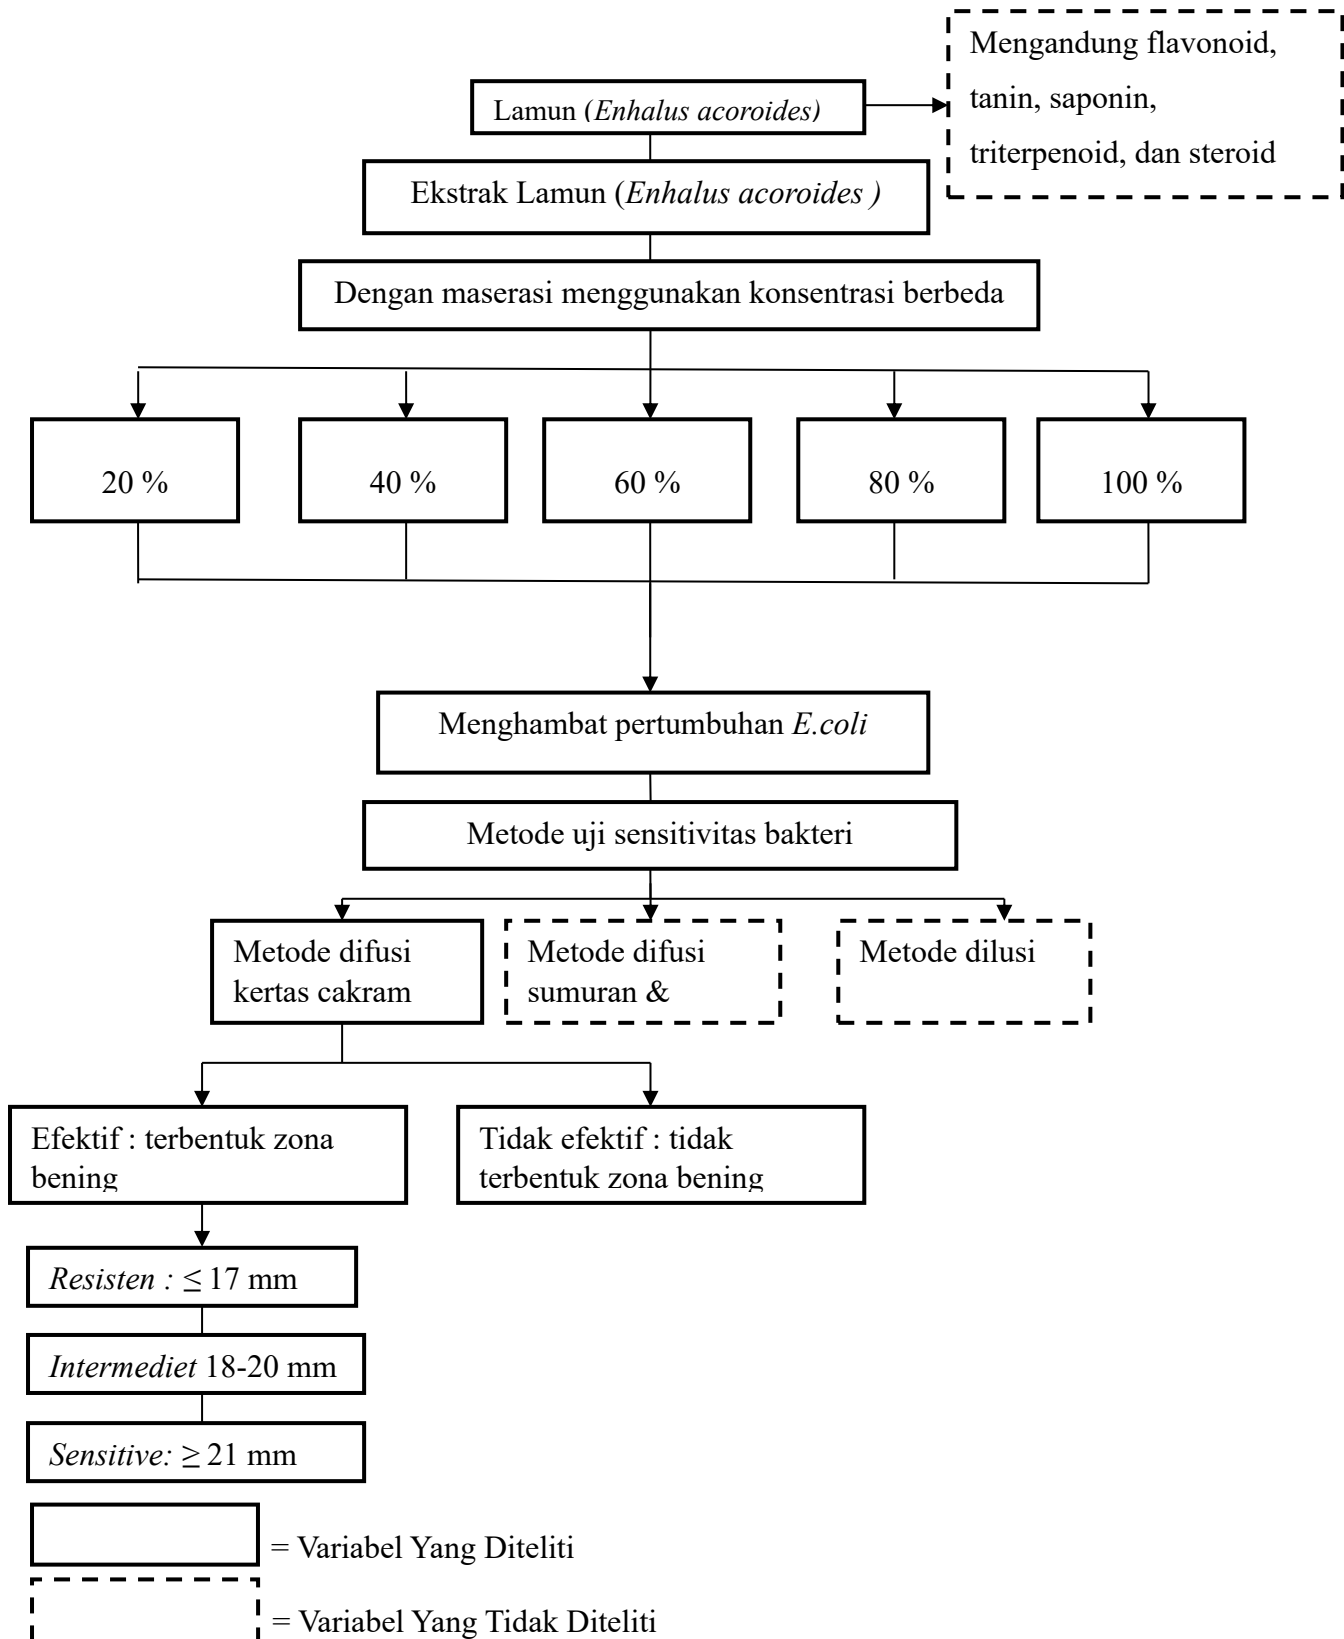 Mengandung flavonoid,
tanin, saponin,
triterpenoid, dan steroid
Lamun (Enhalus acoroides)
Ekstrak Lamun (Enhalus acoroides )
Dengan maserasi menggunakan konsentrasi berbeda
20 %
40 %
60 %
80 %
100 %
Menghambat pertumbuhan E.coli
Metode uji sensitivitas bakteri
Metode difusi
kertas cakram
Metode difusi
sumuran &
Metode dilusi
Efektif : terbentuk zona
bening
Tidak efektif : tidak
terbentuk zona bening
Resisten : ≤ 17 mm
Intermediet 18-20 mm
Sensitive: ≥ 21 mm
= Variabel Yang Diteliti
= Variabel Yang Tidak Diteliti